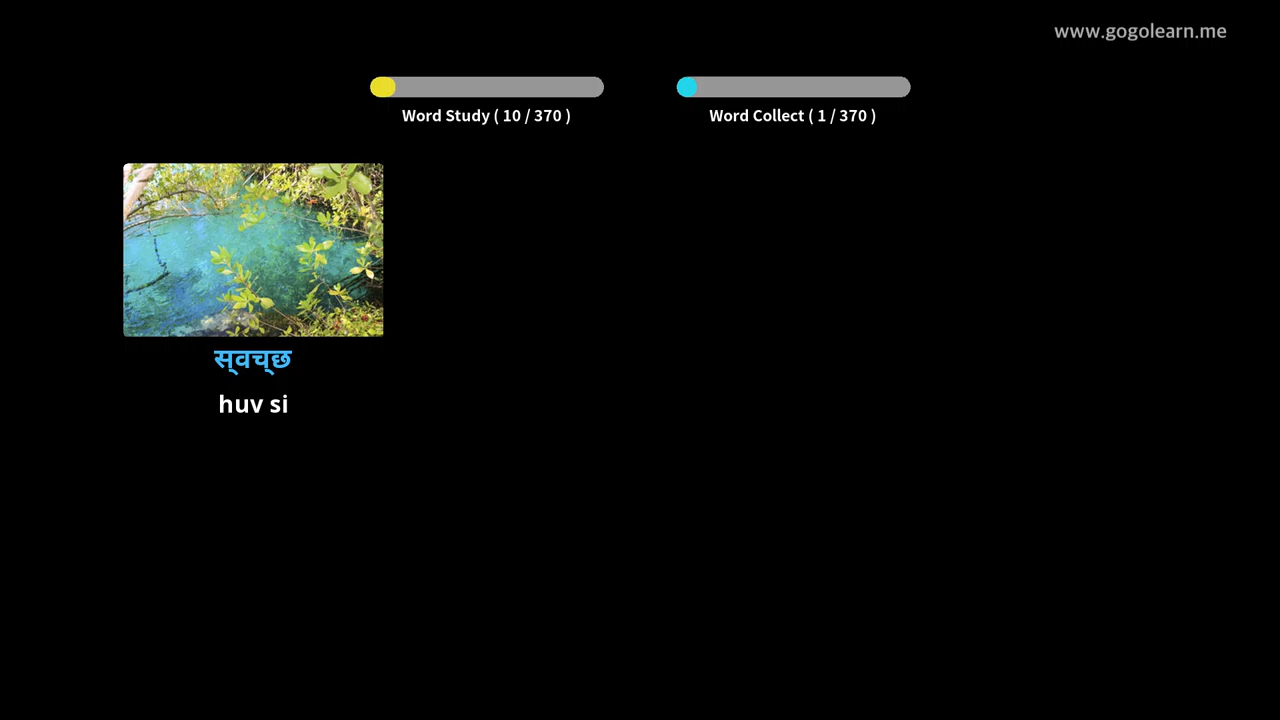 www.gogolearn.me
Word Study ( 10 / 370 )
Word Collect ( 1 / 370 )
स्वच्छ
huv si